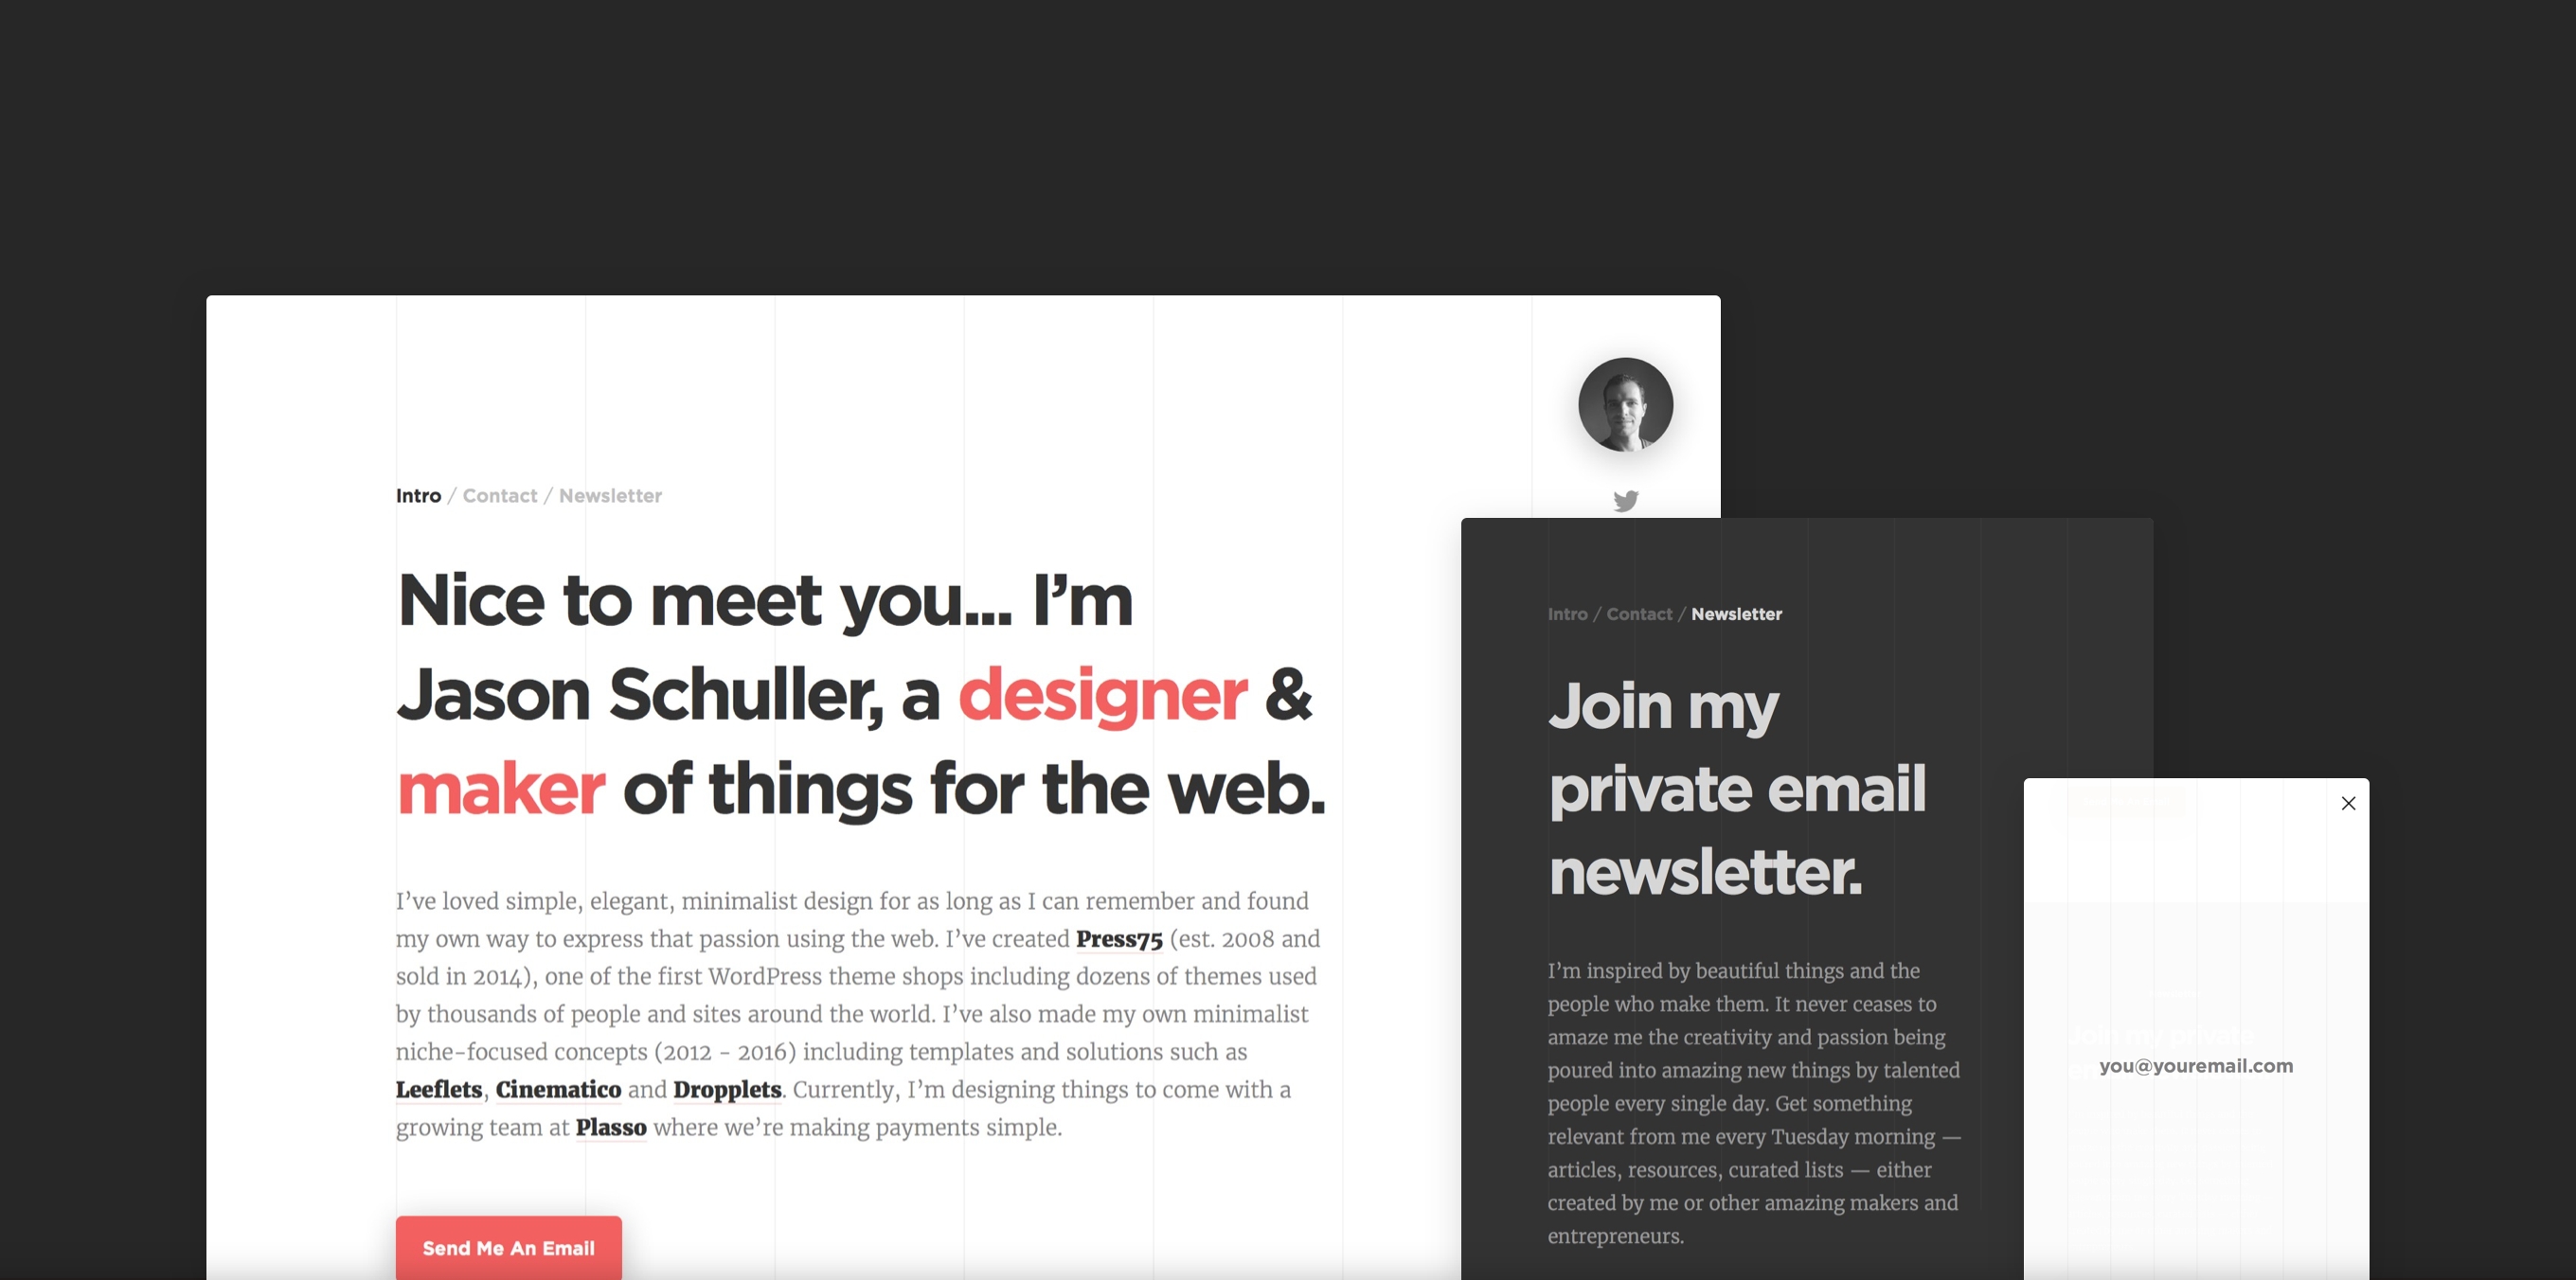 Intro / Contact / Newsletter
Nice to meet you... I’m
Jason Schuller, a designer &
maker of things for the web.
I’ve loved simple, elegant, minimalist design for as long as I can remember and found
my own way to express that passion using the web. I’ve created Press75 (est. 2008 and
sold in 2014), one of the first WordPress theme shops including dozens of themes used
by thousands of people and sites around the world. I’ve also made my own minimalist
niche-focused concepts (2012 - 2016) including templates and solutions such as
Leeflets, Cinematico and Dropplets. Currently, I’m designing things to come with a
growing team at Plasso where we’re making payments simple.
Send Me An Email
Intro / Contact / Newsletter
Join my
private email
newsletter.
I’m inspired by beautiful things and the
people who make them. It never ceases to
amaze me the creativity and passion being
poured into amazing new things by talented
people every single day. Get something
relevant from me every Tuesday morning —
articles, resources, curated lists — either
created by me or other amazing makers and
entrepreneurs.
Join my private
you@youremail.com